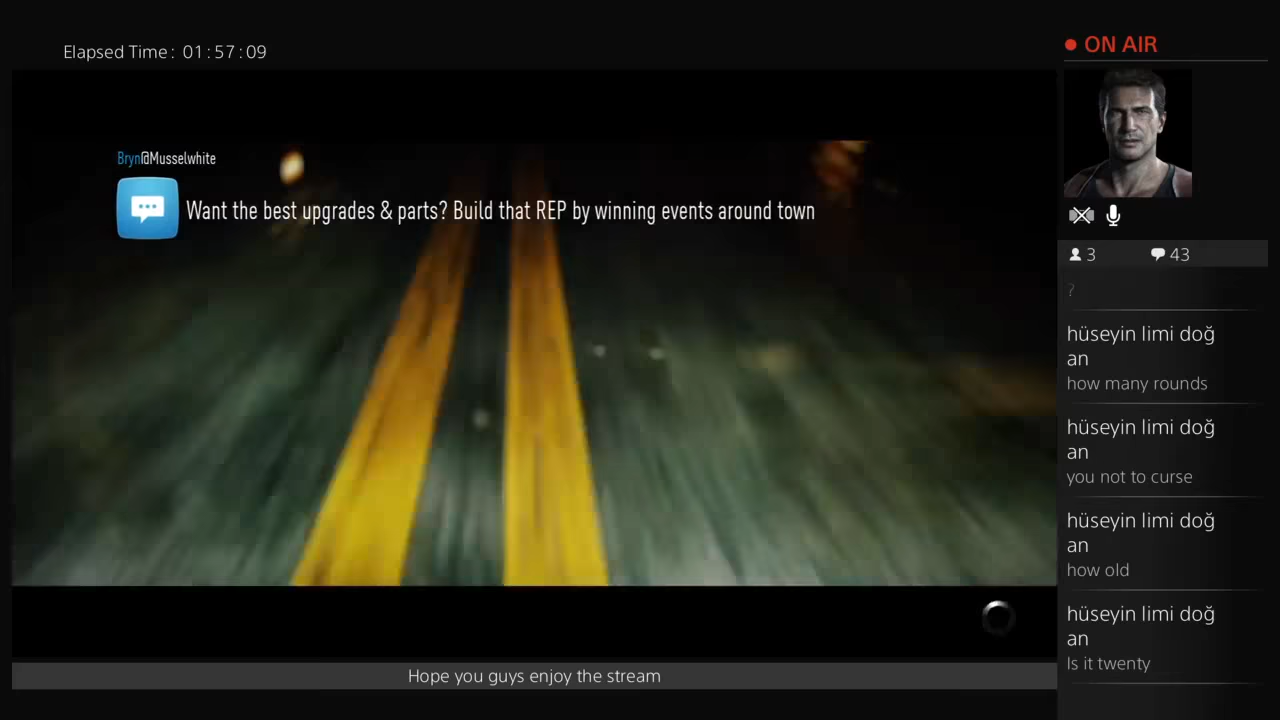 Elapsed Time: 01:57:09
ON AIR
Bryn@Musselwhite
Want the best upgrades & parts? Build that REP by winning events around town
3 43
?
hüseyin limi doğ
an
how many rounds
hüseyin limi doğ
an
you not to curse
hüseyin limi doğ
an
how old
hüseyin limi doğ
an
Is it twenty
Hope you guys enjoy the stream